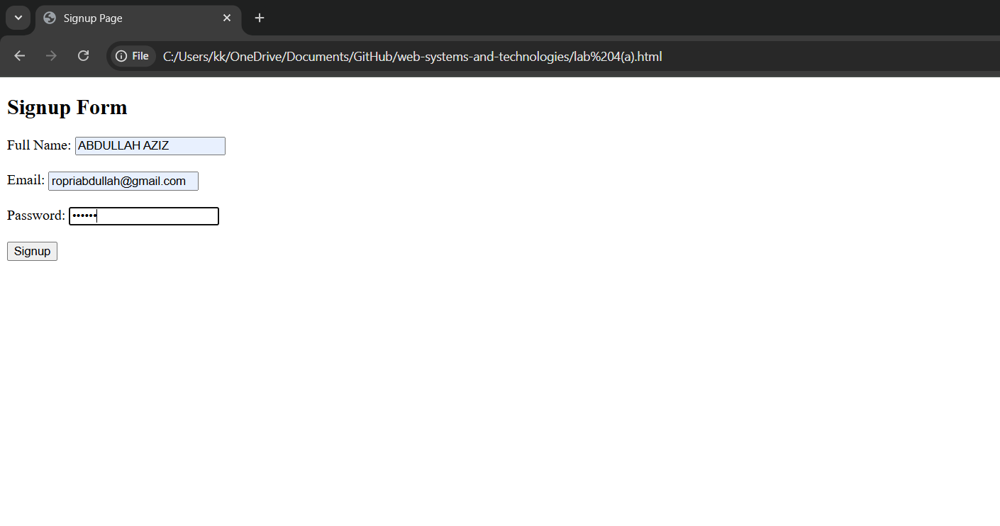 Signup Page
File C:/Users/kk/OneDrive/Documents/GitHub/web-systems-and-technologies/lab%204(a).html
Signup Form
Full Name: ABDULLAH AZIZ
Email: ropriabdullah@gmail.com
Password: ••••••
Signup